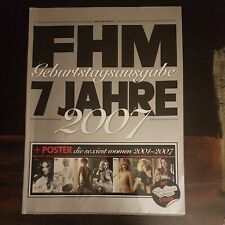 FHM
Geburtstagsausgabe
7 JAHRE
2007
+ POSTER die sexiest women 2001-2007